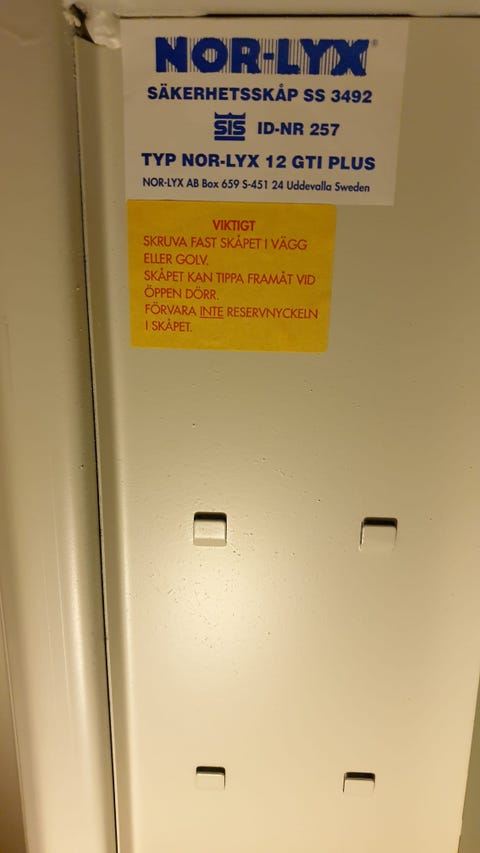 NOR-LYX®
SÄKERHETSSKÅP SS 3492
SIS ID-NR 257
TYP NOR-LYX 12 GTI PLUS
NOR-LYX AB Box 659 S-451 24 Uddevalla Sweden
VIKTIGT
SKRUVA FAST SKÅPET I VÄGG
ELLER GOLV.
SKÅPET KAN TIPPA FRAMÅT VID
ÖPPEN DÖRR.
FÖRVARA INTE RESERVNYCKELN
I SKÅPET.